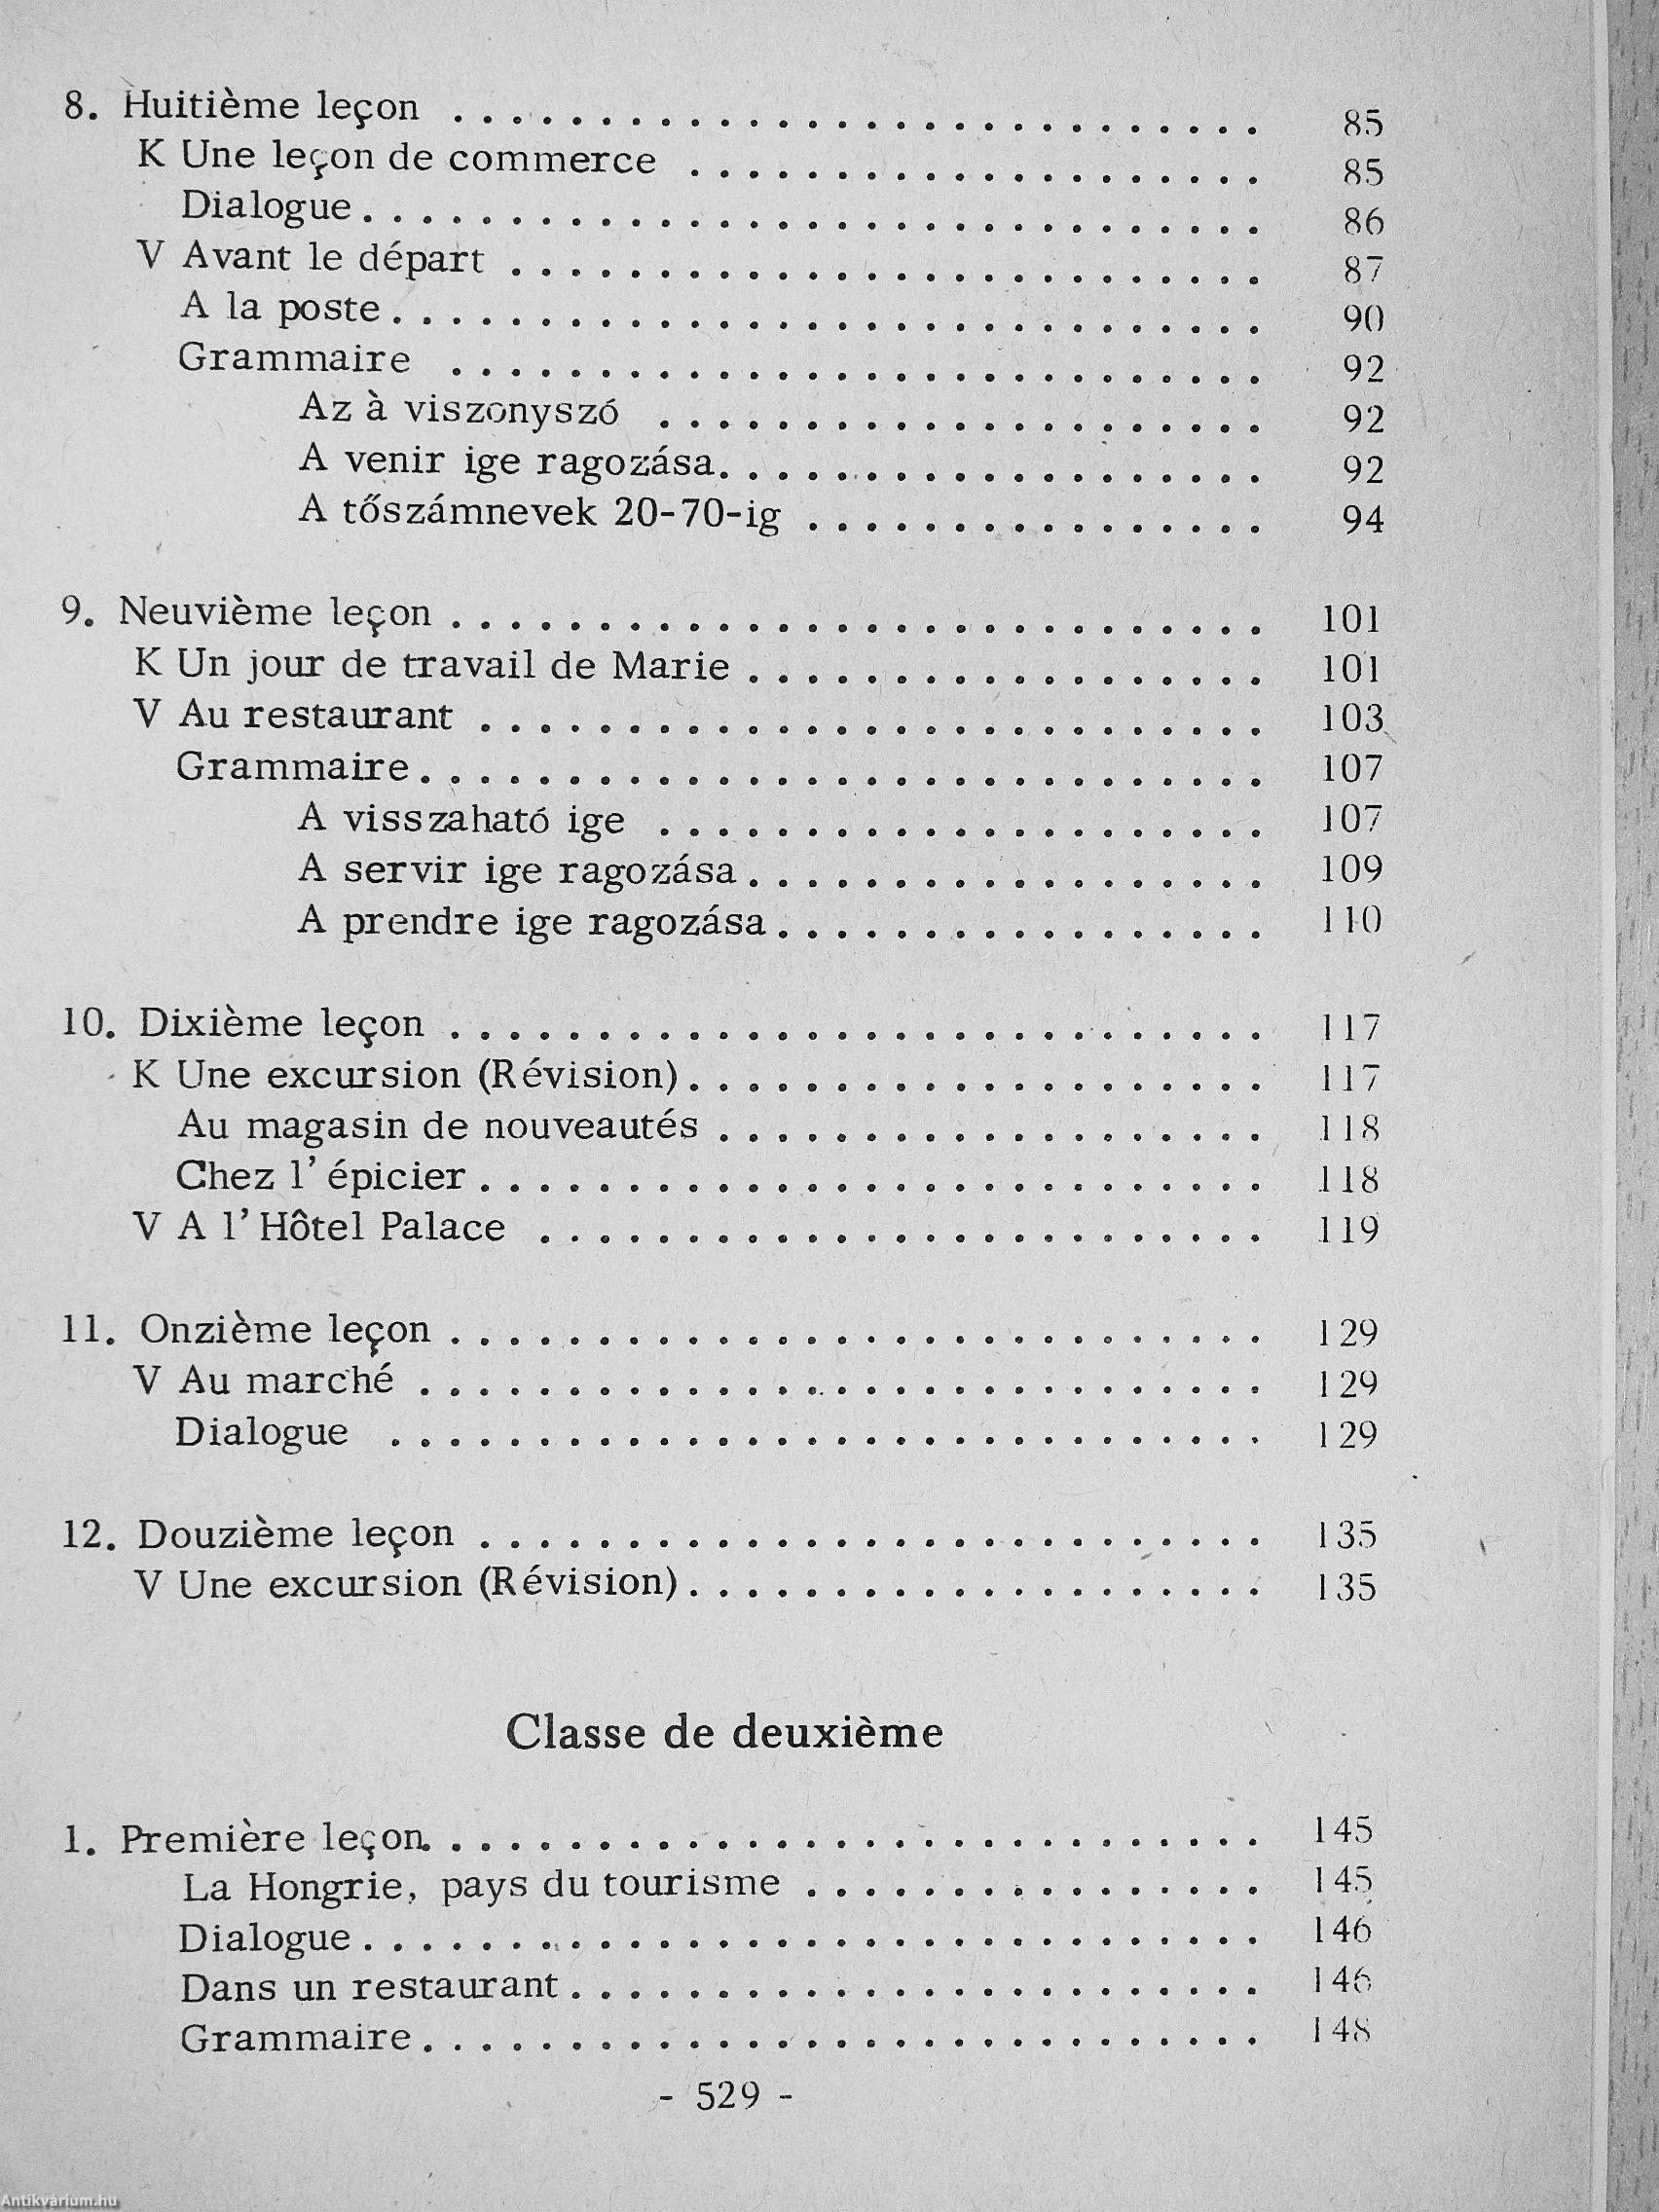 8. Huitième leçon . . . . . . . . . . . . . . . . . . . . . . . . . . . . 85
K Une leçon de commerce . . . . . . . . . . . . . . . . . . . . 85
Dialogue . . . . . . . . . . . . . . . . . . . . . . . . . . . . . . . 86
V Avant le départ . . . . . . . . . . . . . . . . . . . . . . . . . . 87
A la poste . . . . . . . . . . . . . . . . . . . . . . . . . . . . . . 90
Grammaire . . . . . . . . . . . . . . . . . . . . . . . . . . . . 92
Az à viszonyszó . . . . . . . . . . . . . . . . . . . . . 92
A venir ige ragozása . . . . . . . . . . . . . . . . . . . 92
A tőszámnevek 20-70-ig . . . . . . . . . . . . . . . . 94
9. Neuvième leçon . . . . . . . . . . . . . . . . . . . . . . . . . . . . 101
K Un jour de travail de Marie . . . . . . . . . . . . . . . . . . 101
V Au restaurant . . . . . . . . . . . . . . . . . . . . . . . . . . . 103
Grammaire . . . . . . . . . . . . . . . . . . . . . . . . . . . . . 107
A visszaható ige . . . . . . . . . . . . . . . . . . . . . 107
A servir ige ragozása . . . . . . . . . . . . . . . . . . 109
A prendre ige ragozása . . . . . . . . . . . . . . . . . 110
10. Dixième leçon . . . . . . . . . . . . . . . . . . . . . . . . . . . . 117
K Une excursion (Révision) . . . . . . . . . . . . . . . . . . . . 117
Au magasin de nouveautés . . . . . . . . . . . . . . . . . . . 118
Chez l'épicier . . . . . . . . . . . . . . . . . . . . . . . . . . . 118
V A l'Hôtel Palace . . . . . . . . . . . . . . . . . . . . . . . . . 119
11. Onzième leçon . . . . . . . . . . . . . . . . . . . . . . . . . . . . 129
V Au marché . . . . . . . . . . . . . . . . . . . . . . . . . . . . . 129
Dialogue . . . . . . . . . . . . . . . . . . . . . . . . . . . . . . 129
12. Douzième leçon . . . . . . . . . . . . . . . . . . . . . . . . . . . 135
V Une excursion (Révision) . . . . . . . . . . . . . . . . . . . . 135
Classe de deuxième
1. Première leçon . . . . . . . . . . . . . . . . . . . . . . . . . . . . 145
La Hongrie, pays du tourisme . . . . . . . . . . . . . . . . 145
Dialogue . . . . . . . . . . . . . . . . . . . . . . . . . . . . . . . 146
Dans un restaurant . . . . . . . . . . . . . . . . . . . . . . . . 146
Grammaire . . . . . . . . . . . . . . . . . . . . . . . . . . . . . 148
- 529 -
Antikvárium.hu